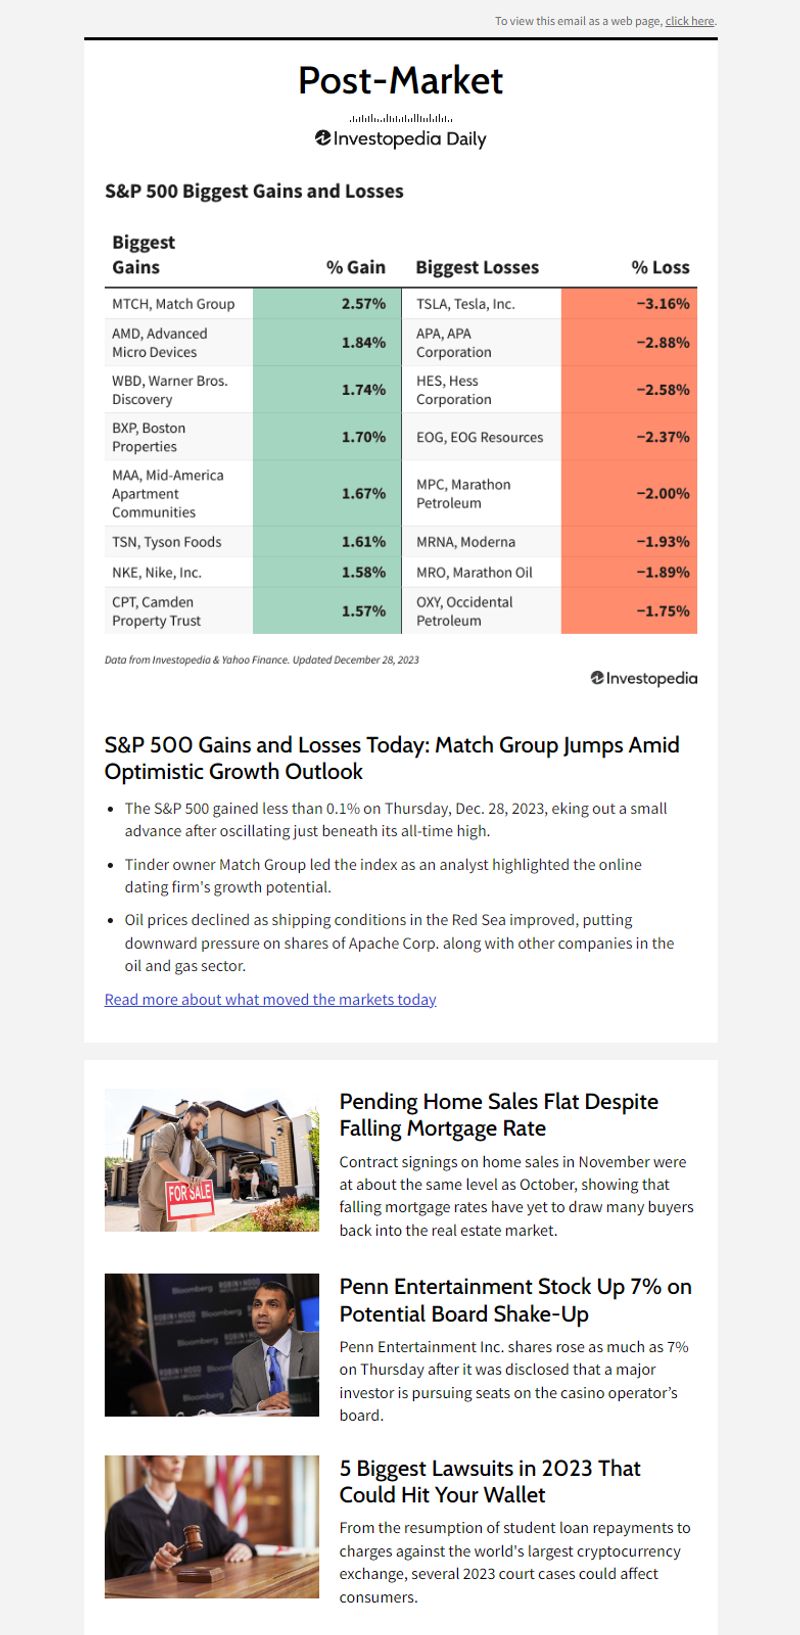 To view this email as a web page, click here.
Post-Market
Investopedia Daily
S&P 500 Biggest Gains and Losses
Biggest
Gains
% Gain
Biggest Losses
% Loss
MTCH, Match Group
2.57%
TSLA, Tesla, Inc.
−3.16%
AMD, Advanced
Micro Devices
1.84%
APA, APA
Corporation
−2.88%
WBD, Warner Bros.
Discovery
1.74%
HES, Hess
Corporation
−2.58%
BXP, Boston
Properties
1.70%
EOG, EOG Resources
−2.37%
MAA, Mid-America
Apartment
Communities
1.67%
MPC, Marathon
Petroleum
−2.00%
TSN, Tyson Foods
1.61%
MRNA, Moderna
−1.93%
NKE, Nike, Inc.
1.58%
MRO, Marathon Oil
−1.89%
CPT, Camden
Property Trust
1.57%
OXY, Occidental
Petroleum
−1.75%
Data from Investopedia & Yahoo Finance. Updated December 28, 2023
Investopedia
S&P 500 Gains and Losses Today: Match Group Jumps Amid
Optimistic Growth Outlook
• The S&P 500 gained less than 0.1% on Thursday, Dec. 28, 2023, eking out a small
advance after oscillating just beneath its all-time high.
• Tinder owner Match Group led the index as an analyst highlighted the online
dating firm's growth potential.
• Oil prices declined as shipping conditions in the Red Sea improved, putting
downward pressure on shares of Apache Corp. along with other companies in the
oil and gas sector.
Read more about what moved the markets today
FOR SALE
Pending Home Sales Flat Despite
Falling Mortgage Rate
Contract signings on home sales in November were
at about the same level as October, showing that
falling mortgage rates have yet to draw many buyers
back into the real estate market.
Bloomberg
ROBIN HOOD
Bloomberg
Bloomberg
Penn Entertainment Stock Up 7% on
Potential Board Shake-Up
Penn Entertainment Inc. shares rose as much as 7%
on Thursday after it was disclosed that a major
investor is pursuing seats on the casino operator’s
board.
5 Biggest Lawsuits in 2023 That
Could Hit Your Wallet
From the resumption of student loan repayments to
charges against the world's largest cryptocurrency
exchange, several 2023 court cases could affect
consumers.